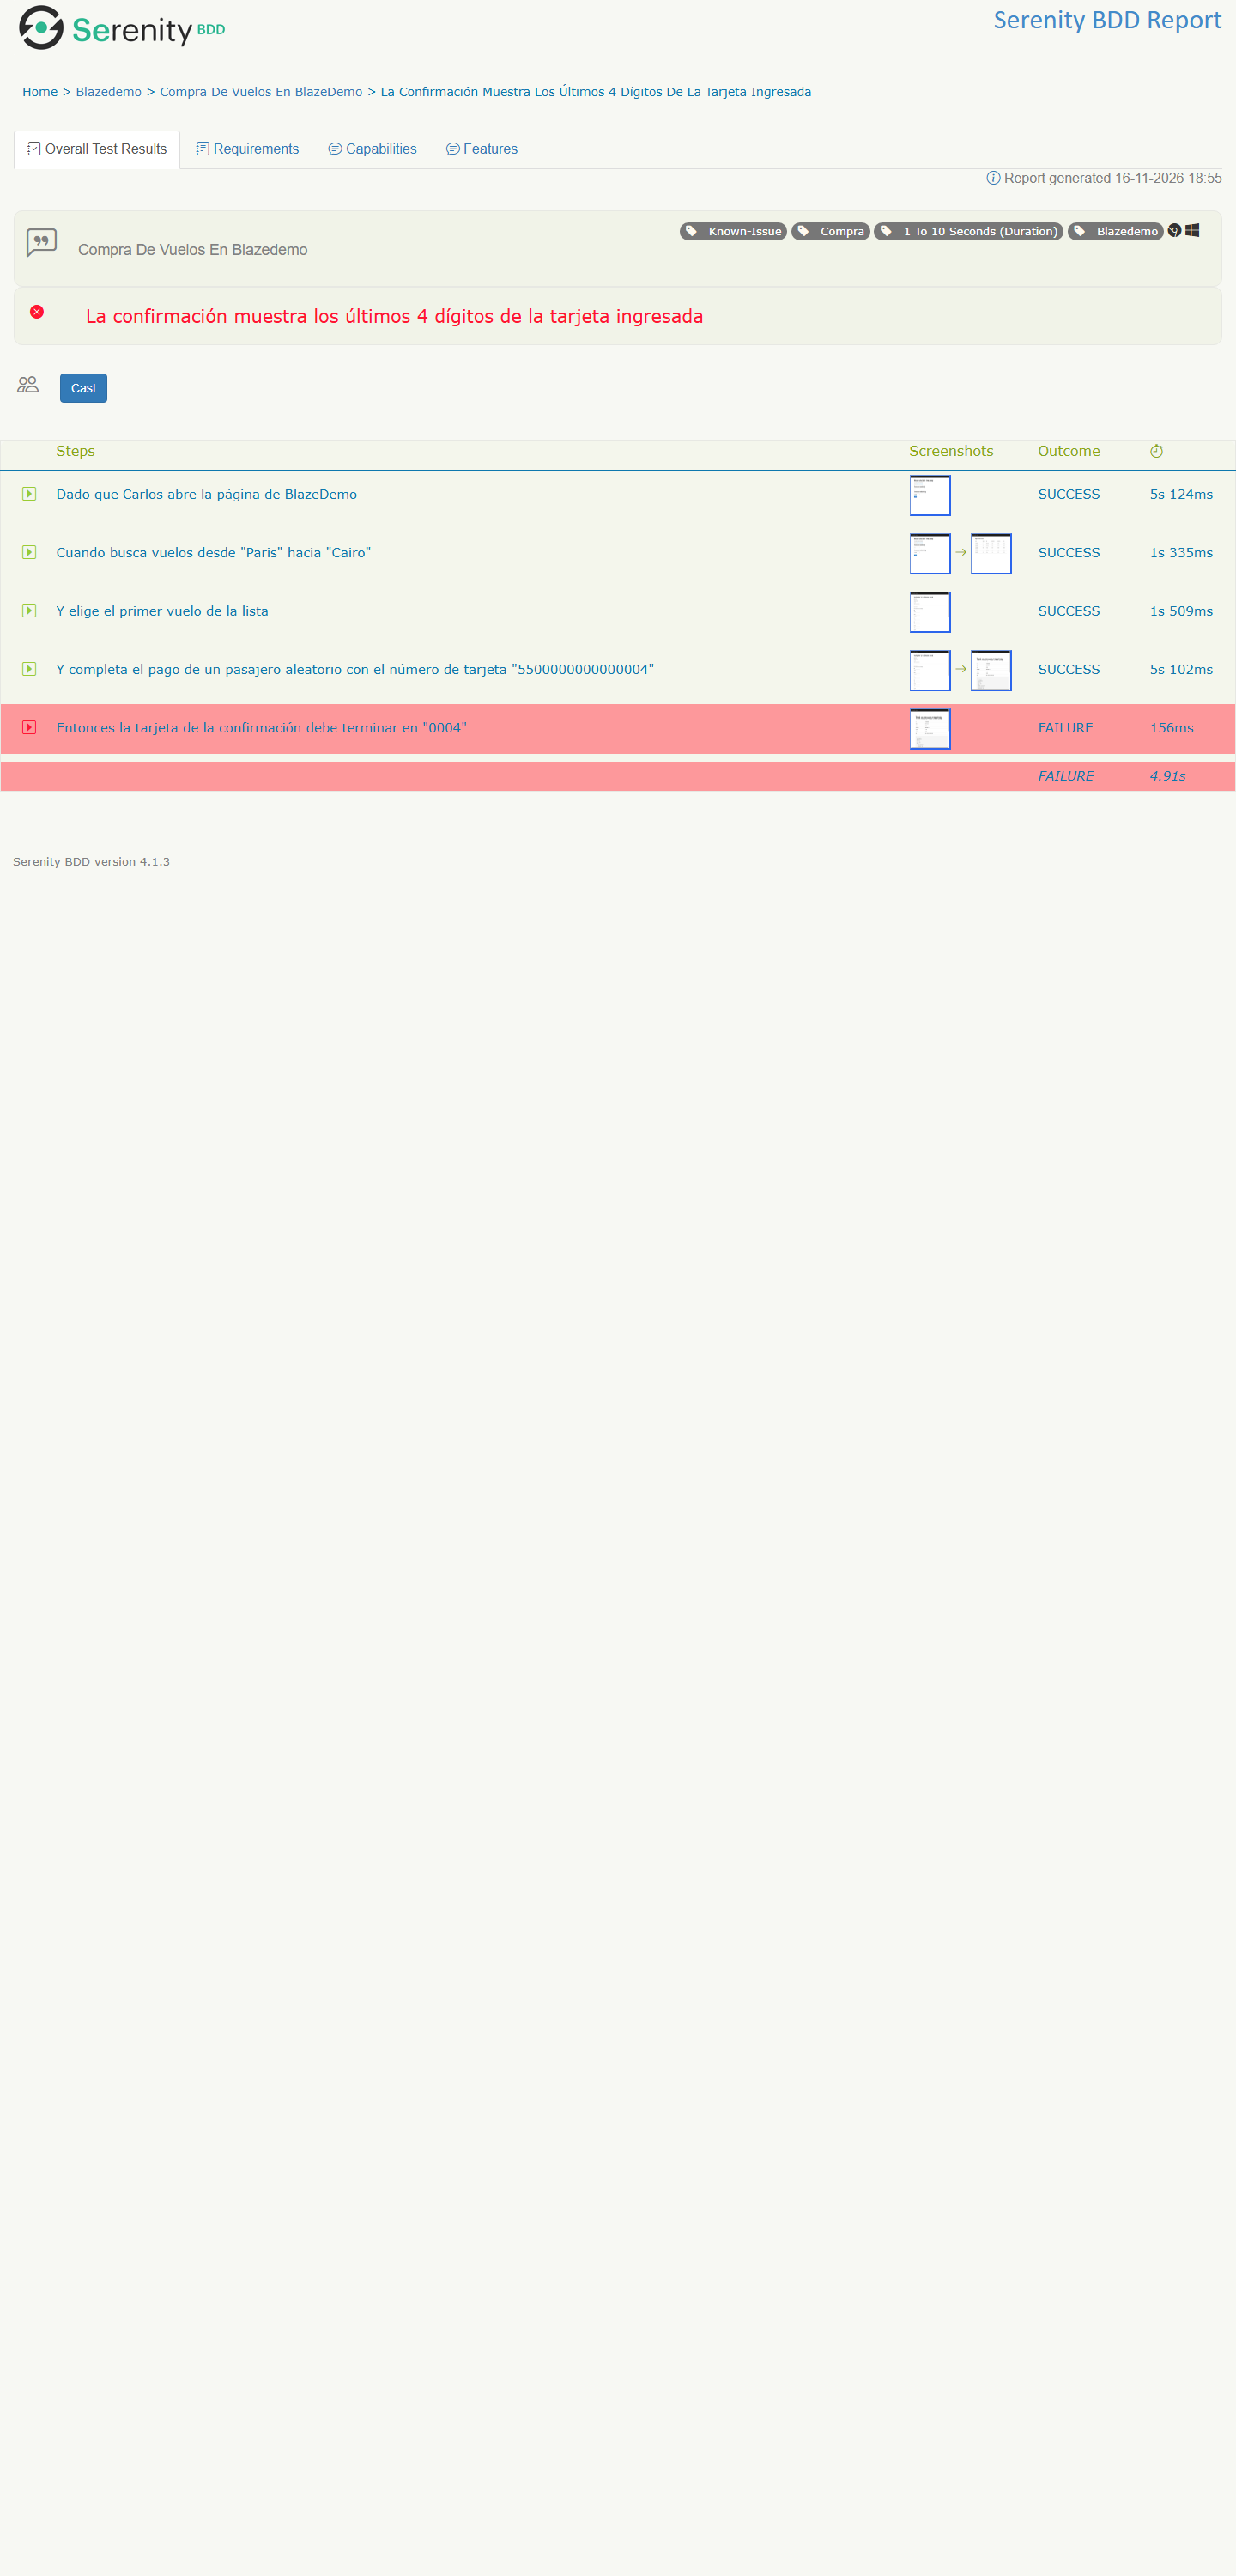 Serenity BDD
Serenity BDD Report
Home > Blazedemo > Compra De Vuelos En BlazeDemo > La Confirmación Muestra Los Últimos 4 Dígitos De La Tarjeta Ingresada
Overall Test Results Requirements Capabilities Features
Report generated 16-11-2026 18:55
Known-Issue Compra 1 To 10 Seconds (Duration) Blazedemo
Compra De Vuelos En Blazedemo
La confirmación muestra los últimos 4 dígitos de la tarjeta ingresada
Cast
Steps Screenshots Outcome
Dado que Carlos abre la página de BlazeDemo SUCCESS 5s 124ms
Cuando busca vuelos desde "Paris" hacia "Cairo" SUCCESS 1s 335ms
Y elige el primer vuelo de la lista SUCCESS 1s 509ms
Y completa el pago de un pasajero aleatorio con el número de tarjeta "5500000000000004" SUCCESS 5s 102ms
Entonces la tarjeta de la confirmación debe terminar en "0004" FAILURE 156ms
FAILURE 4.91s
Serenity BDD version 4.1.3